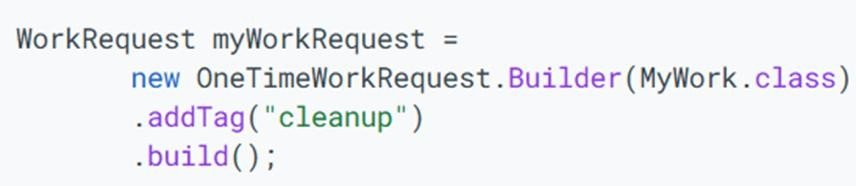 WorkRequest myWorkRequest =
new OneTimeWorkRequest.Builder(MyWork.class)
.addTag("cleanup")
.build();